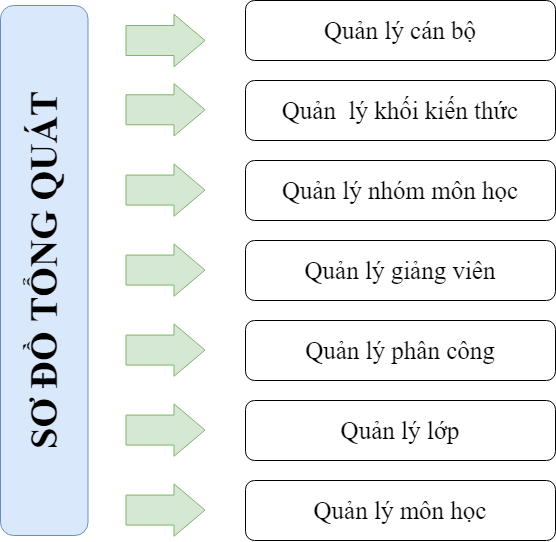 SƠ ĐỒ TỔNG QUÁT
Quản lý cán bộ
Quản lý khối kiến thức
Quản lý nhóm môn học
Quản lý giảng viên
Quản lý phân công
Quản lý lớp
Quản lý môn học